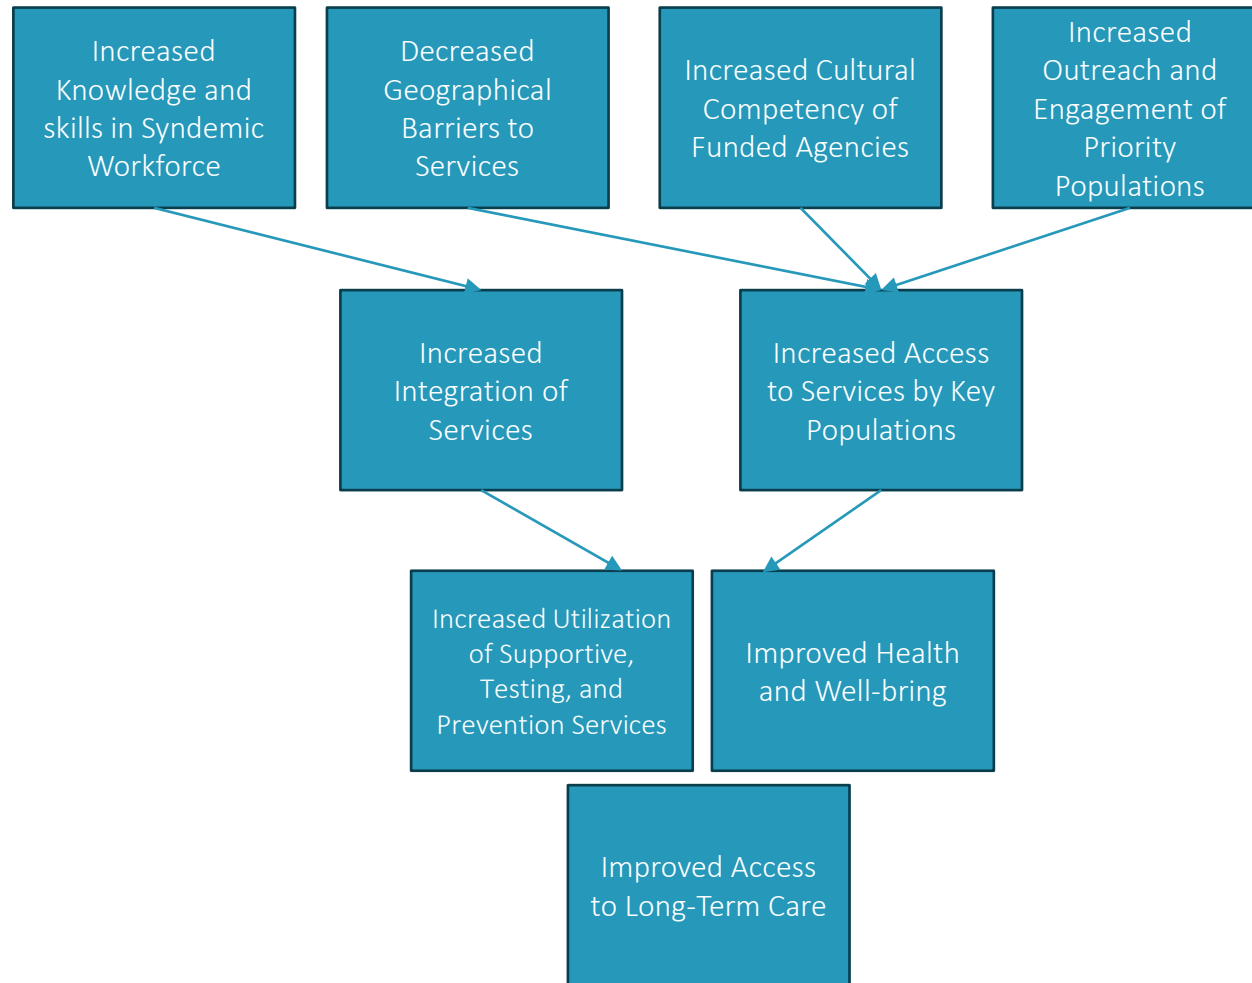 Increased
Knowledge and
skills in Syndemic
Workforce
Decreased
Geographical
Barriers to
Services
Increased Cultural
Competency of
Funded Agencies
Increased
Outreach and
Engagement of
Priority
Populations
Increased
Integration of
Services
Increased Access
to Services by Key
Populations
Increased Utilization
of Supportive,
Testing, and
Prevention Services
Improved Health
and Well-bring
Improved Access
to Long-Term Care